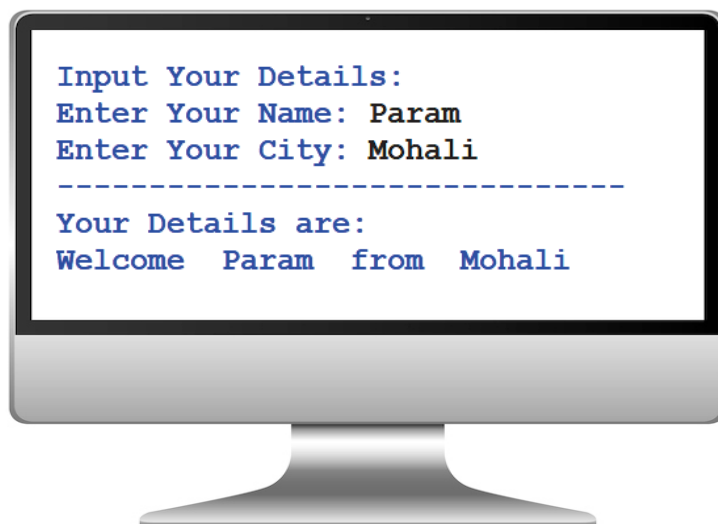 Input Your Details:
Enter Your Name: Param
Enter Your City: Mohali
-------------------------------
Your Details are:
Welcome  Param  from  Mohali